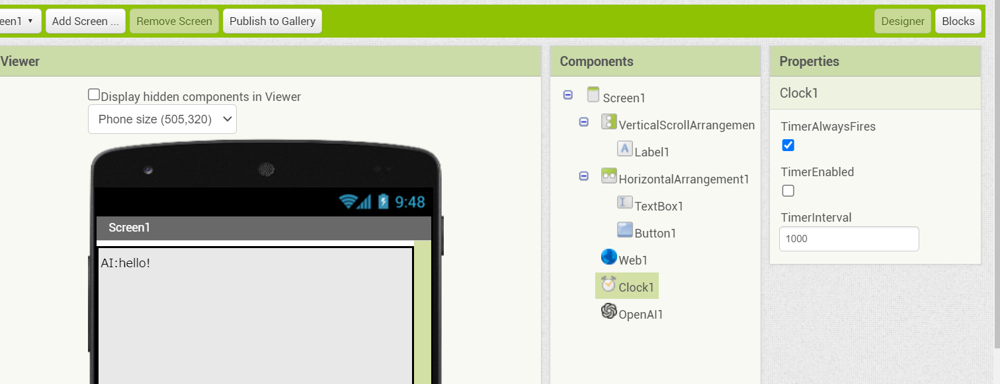 een1 ▾ Add Screen ... Remove Screen Publish to Gallery Designer Blocks
Viewer
Display hidden components in Viewer
Phone size (505,320)
9:48
Screen1
AI:hello!
Components
Screen1
VerticalScrollArrangemen
Label1
HorizontalArrangement1
TextBox1
Button1
Web1
Clock1
OpenAI1
Properties
Clock1
TimerAlwaysFires
TimerEnabled
TimerInterval
1000